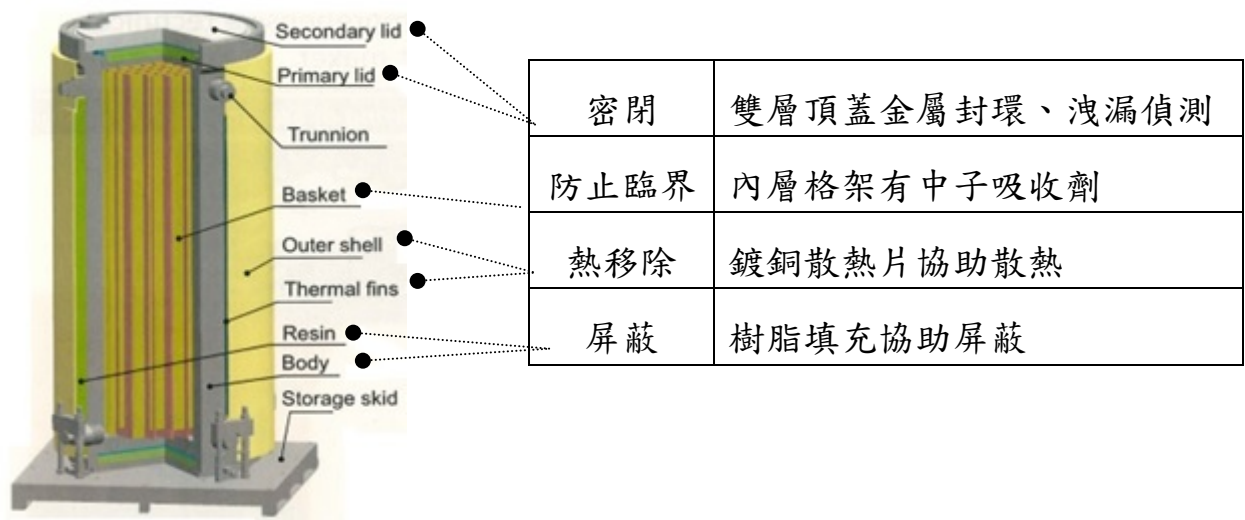 Secondary lid
Primary lid
Trunnion
Basket
Outer shell
Thermal fins
Resin
Body
Storage skid
密閉 雙層頂蓋金屬封環、洩漏偵測
防止臨界 內層格架有中子吸收劑
熱移除 鍍銅散熱片協助散熱
屏蔽 樹脂填充協助屏蔽